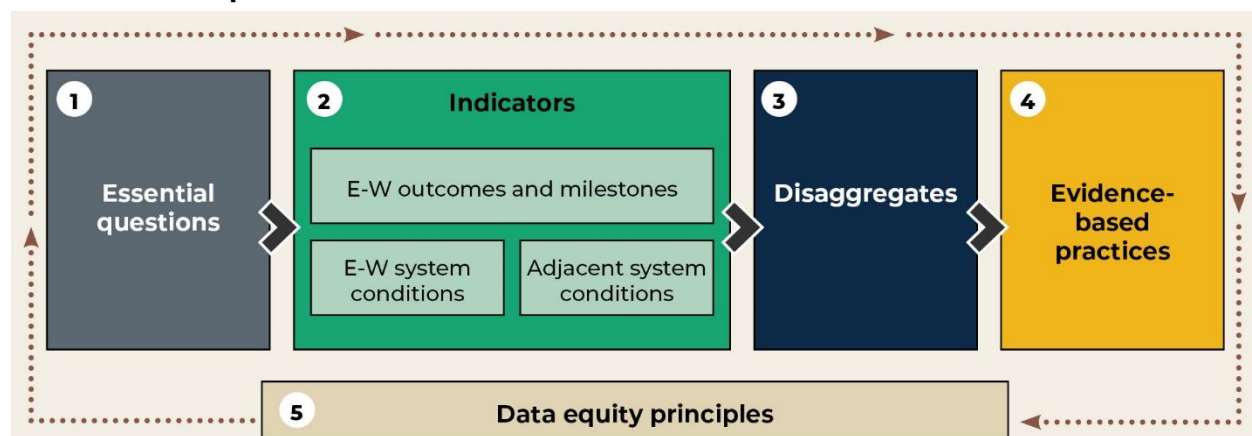 1
Essential
questions
2
Indicators
E-W outcomes and milestones
E-W system
conditions
Adjacent system
conditions
3
Disaggregates
4
Evidence-
based
practices
5
Data equity principles